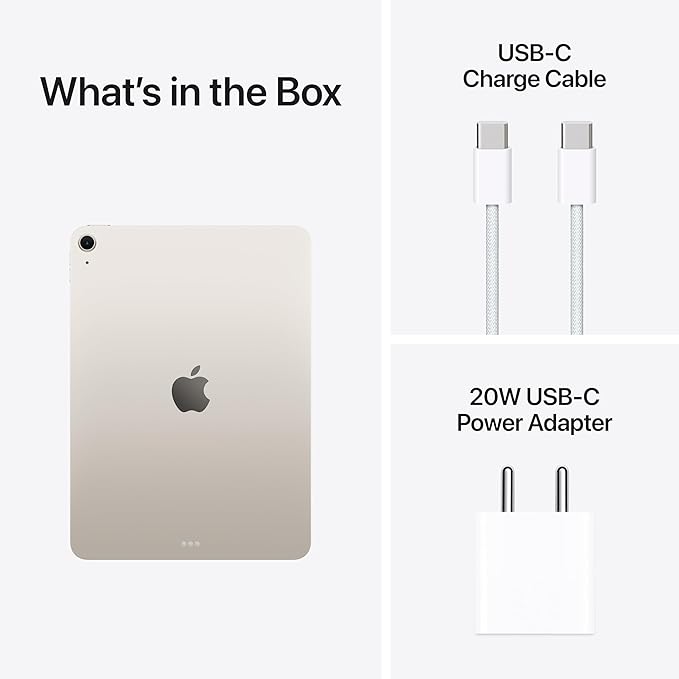 What’s in the Box
USB-C
Charge Cable
20W USB-C
Power Adapter